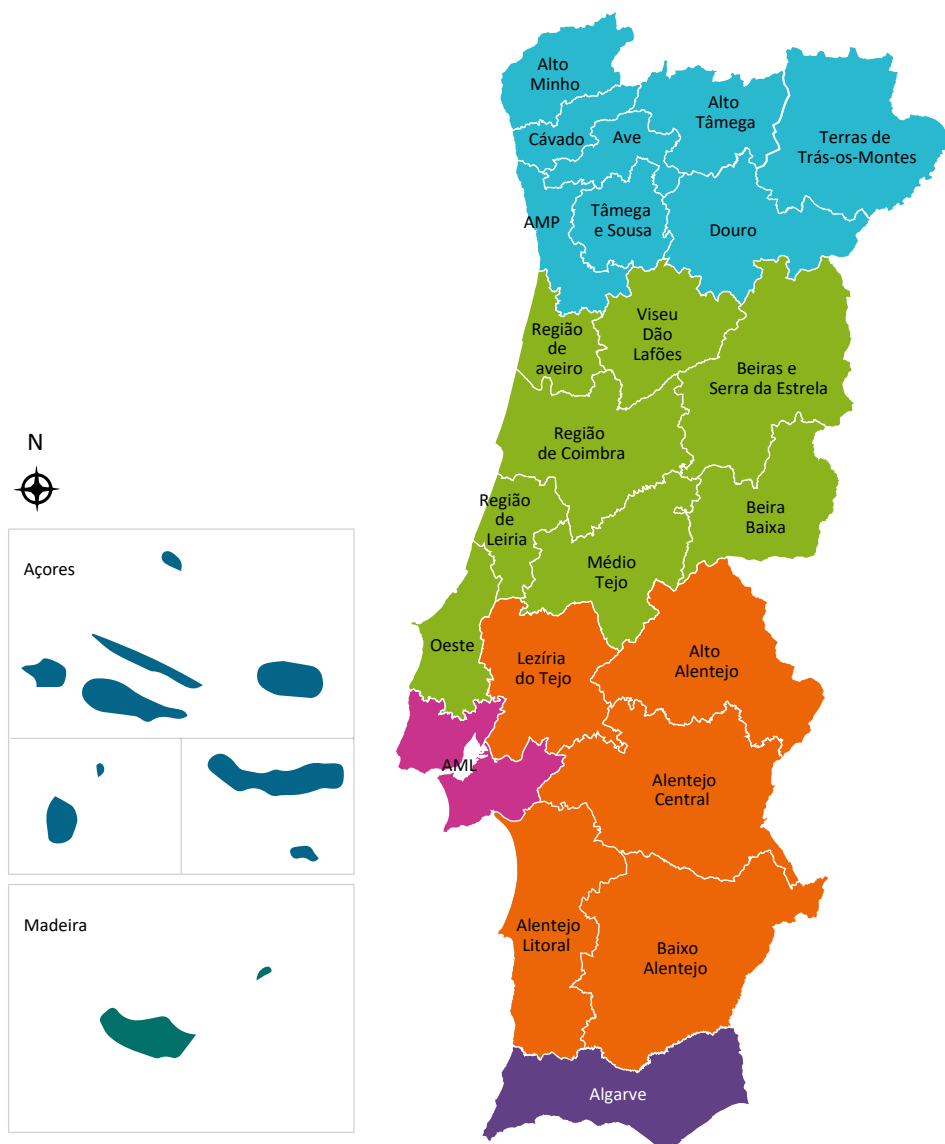 Alto
Minho
Cávado
Ave
Alto
Tâmega
Terras de
Trás-os-Montes
AMP
Tâmega
e Sousa
Douro
Região
de
aveiro
Viseu
Dão
Lafões
Beiras e
Serra da Estrela
Região
de Coimbra
N
Região
de
Leiria
Beira
Baixa
Médio
Tejo
Açores
Oeste
Lezíria
do Tejo
Alto
Alentejo
AML
Alentejo
Central
Madeira
Alentejo
Litoral
Baixo
Alentejo
Algarve